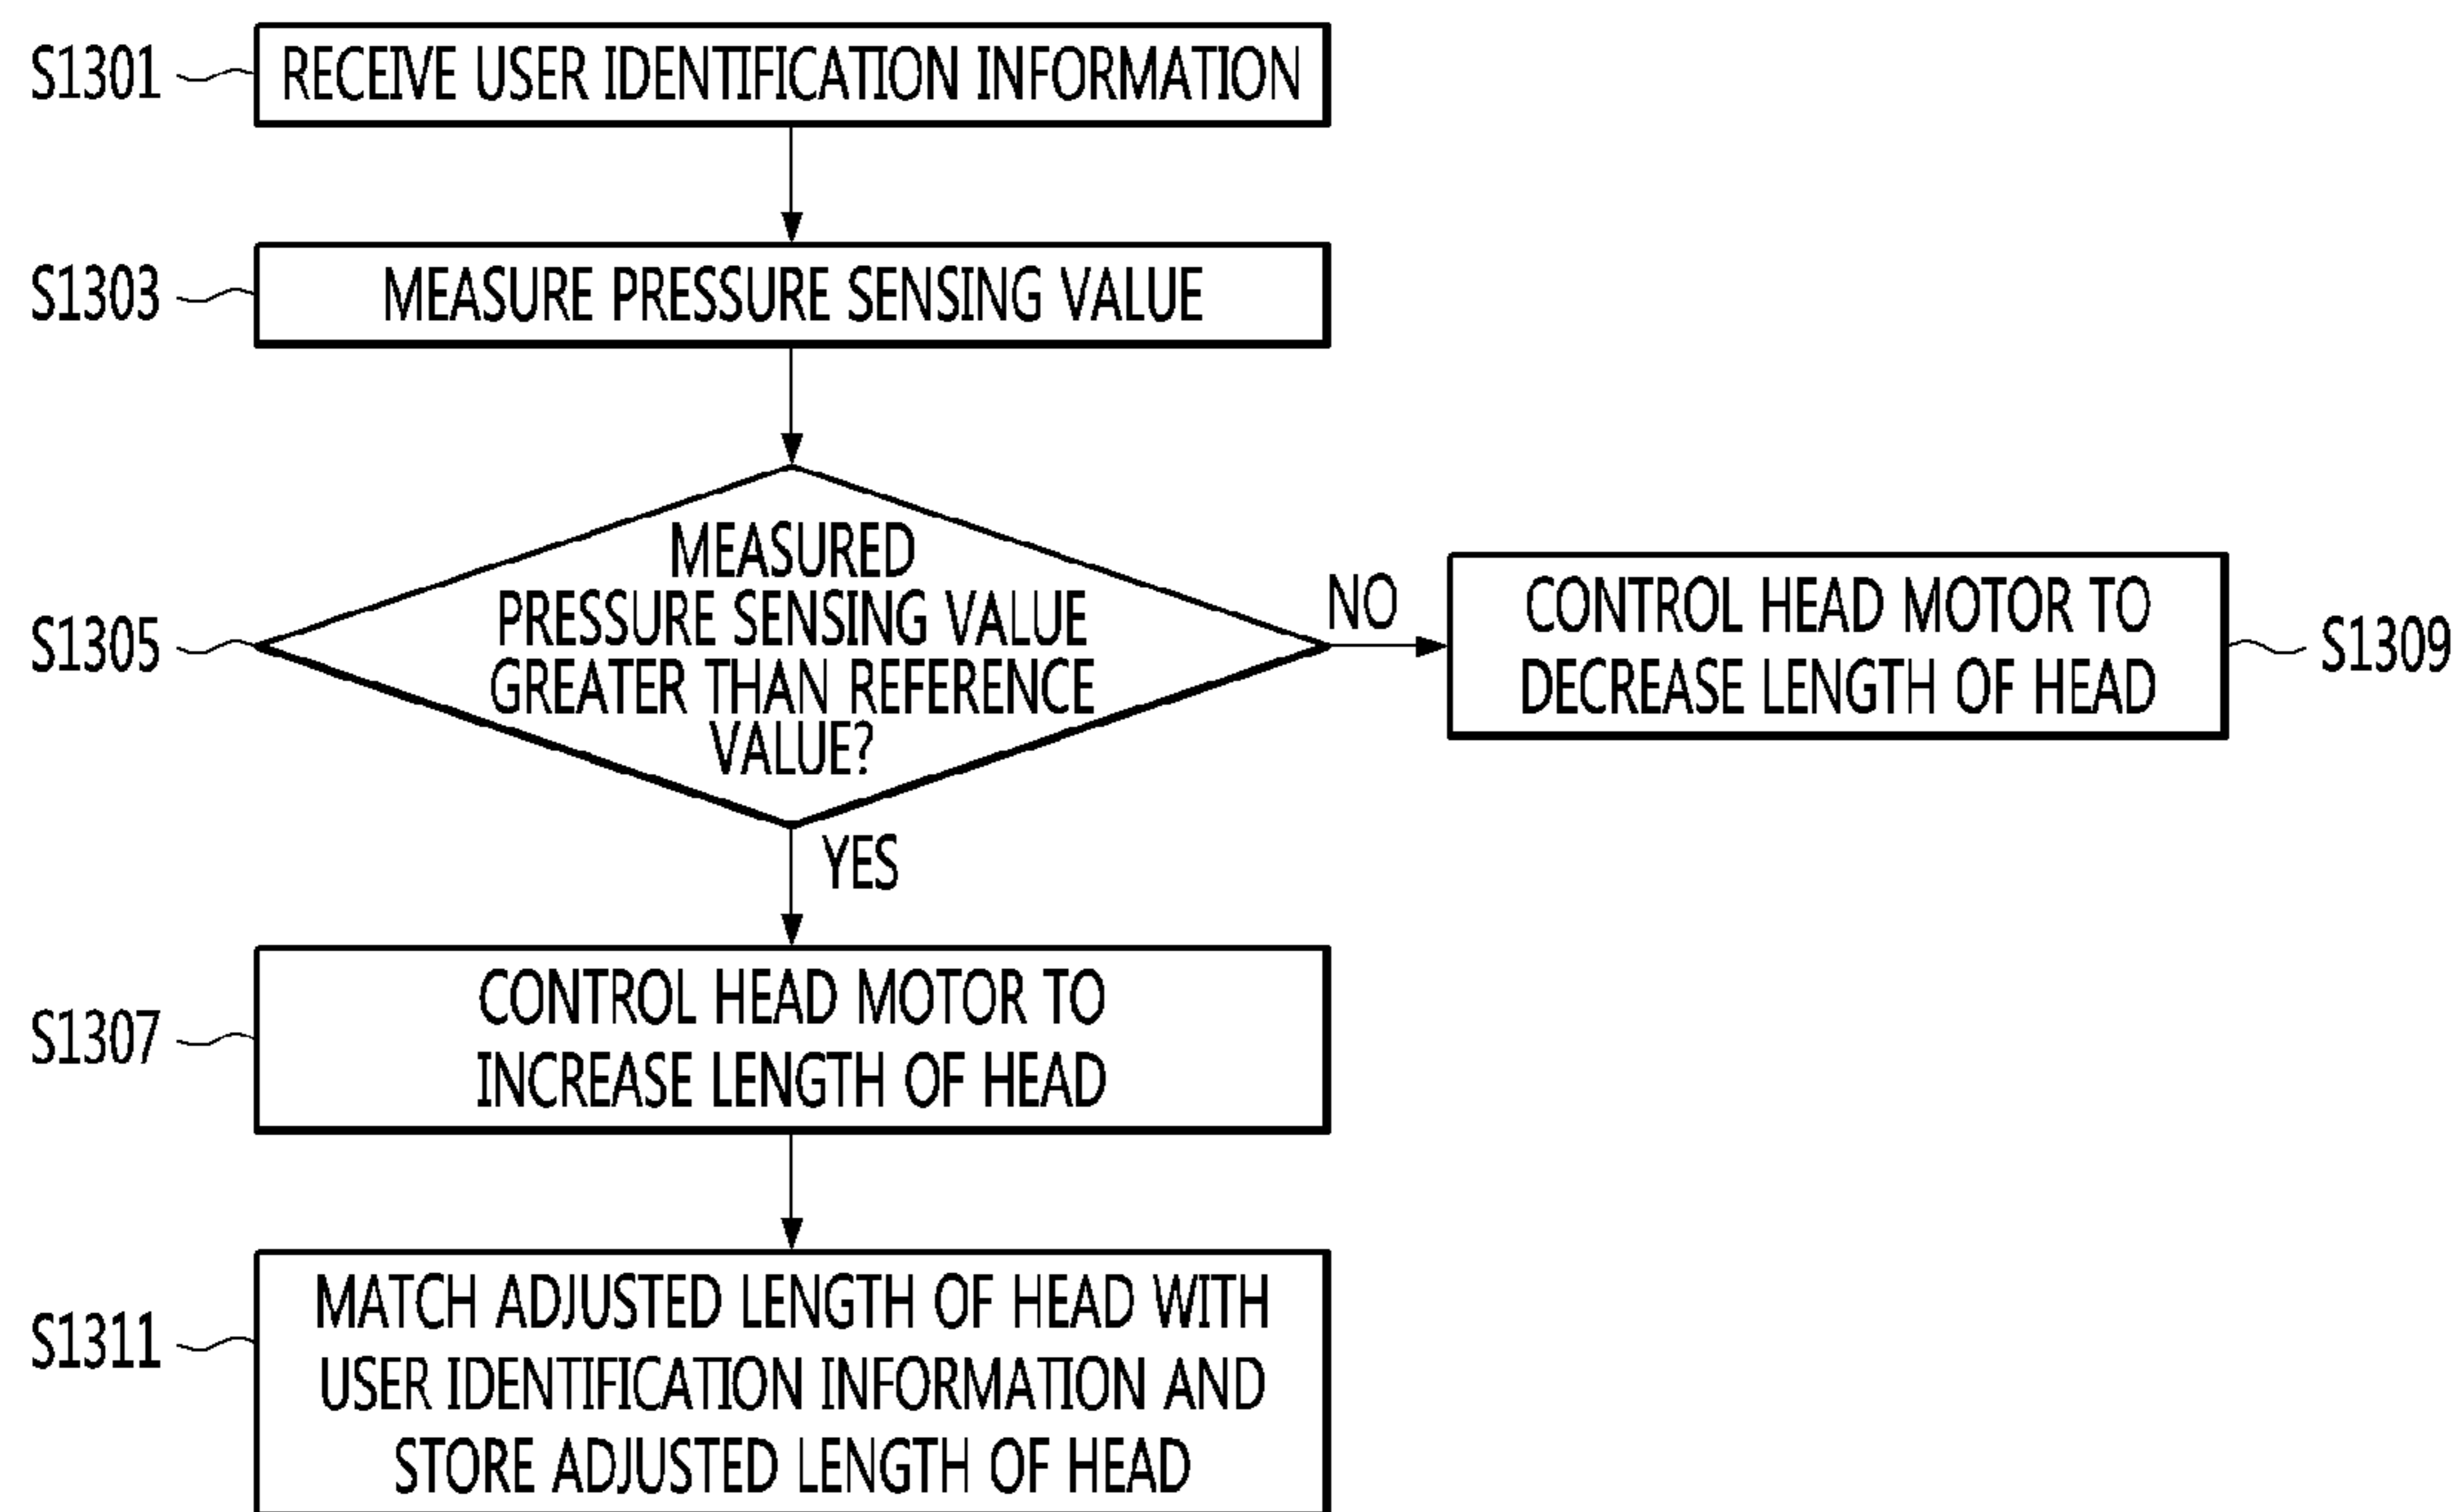 S1301
RECEIVE USER IDENTIFICATION INFORMATION
S1303
MEASURE PRESSURE SENSING VALUE
S1305
MEASURED
PRESSURE SENSING VALUE
GREATER THAN REFERENCE
VALUE?
NO
CONTROL HEAD MOTOR TO
DECREASE LENGTH OF HEAD
S1309
YES
S1307
CONTROL HEAD MOTOR TO
INCREASE LENGTH OF HEAD
S1311
MATCH ADJUSTED LENGTH OF HEAD WITH
USER IDENTIFICATION INFORMATION AND
STORE ADJUSTED LENGTH OF HEAD